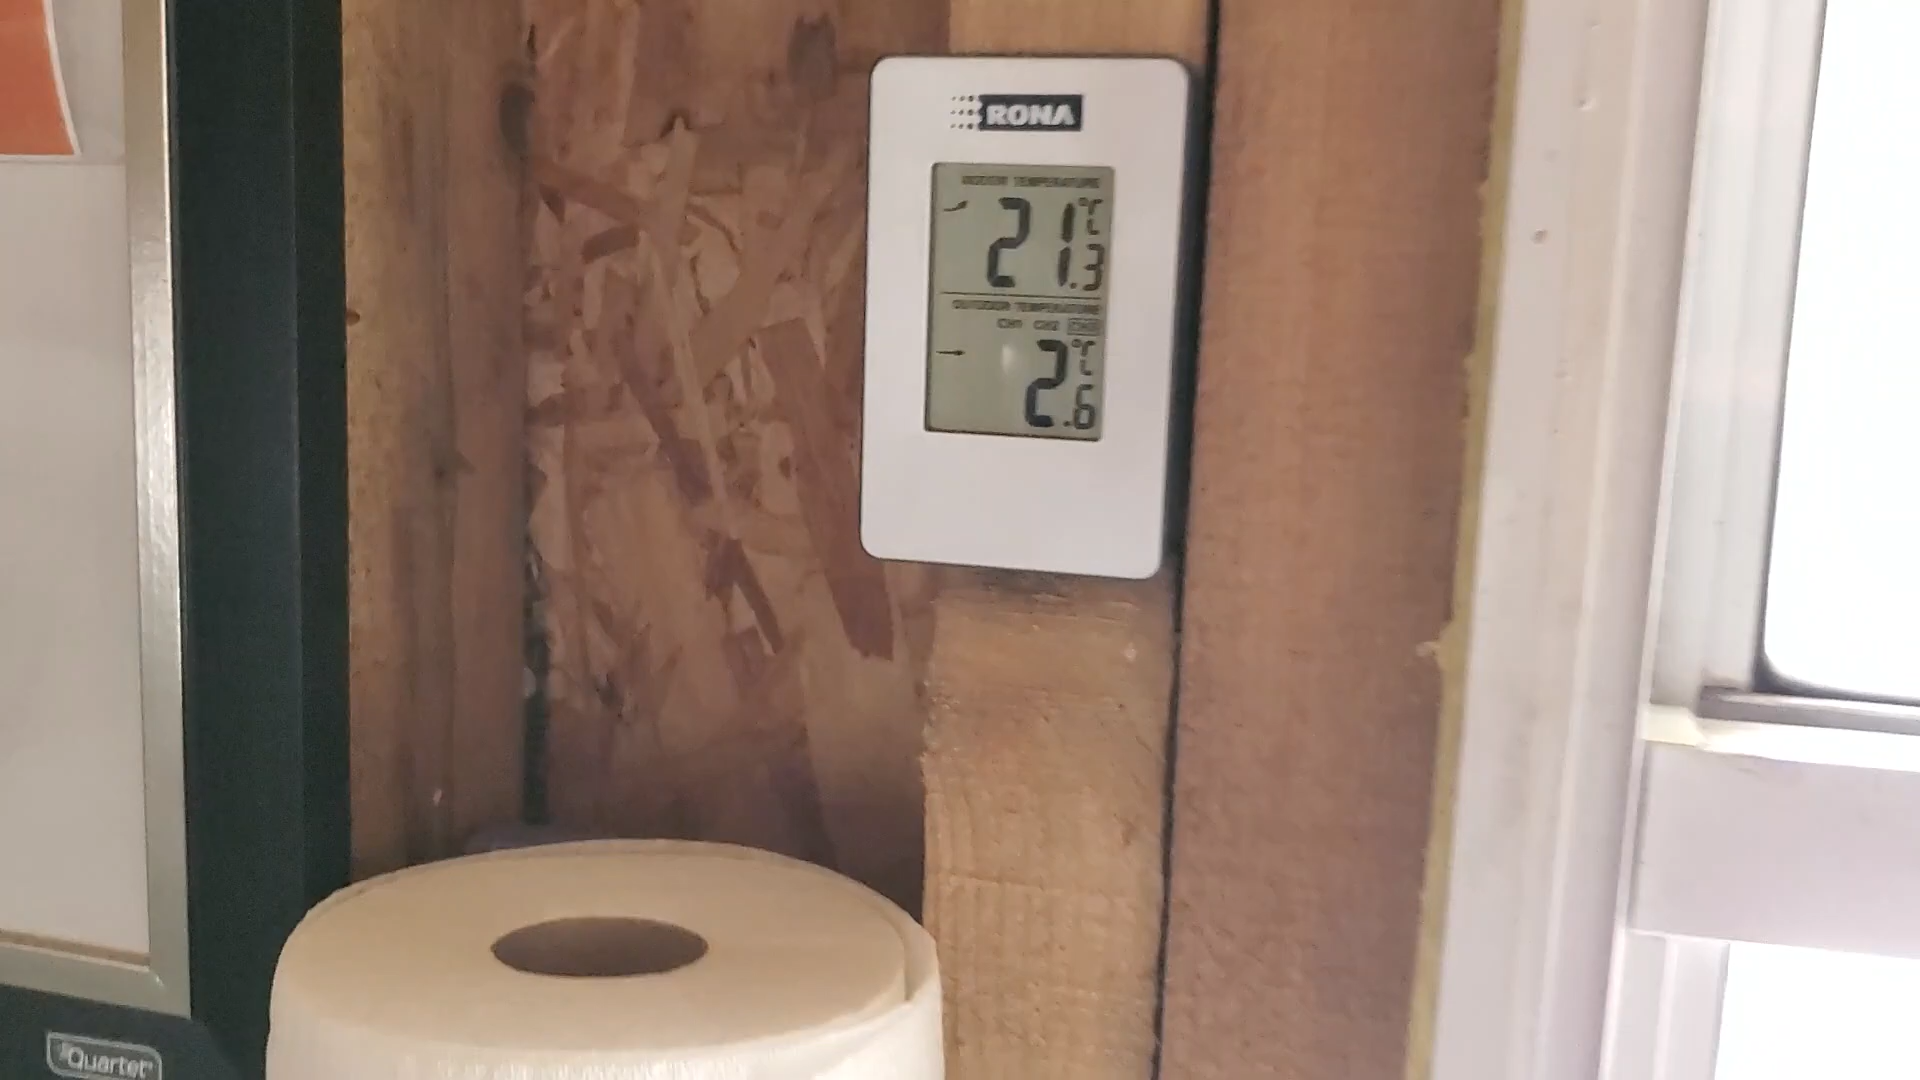 RONA
INDOOR TEMPERATURE
21.3 °C
OUTDOOR TEMPERATURE
CH1 CH2 CH3
2.6 °C
Quartet